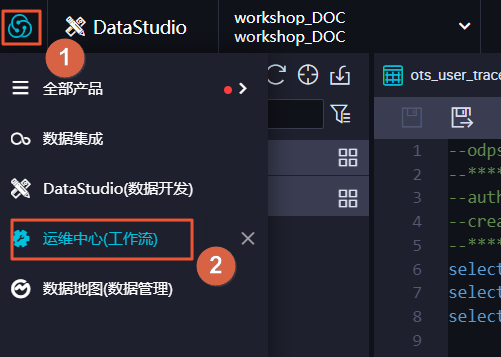 DataStudio
workshop_DOC
workshop_DOC
1
全部产品
数据集成
DataStudio(数据开发)
运维中心(工作流)
2
数据地图(数据管理)
ots_user_trace
1 --odps
2 --****
3 --auth
4 --crea
5 --****
6 select
7 select
8 select
9